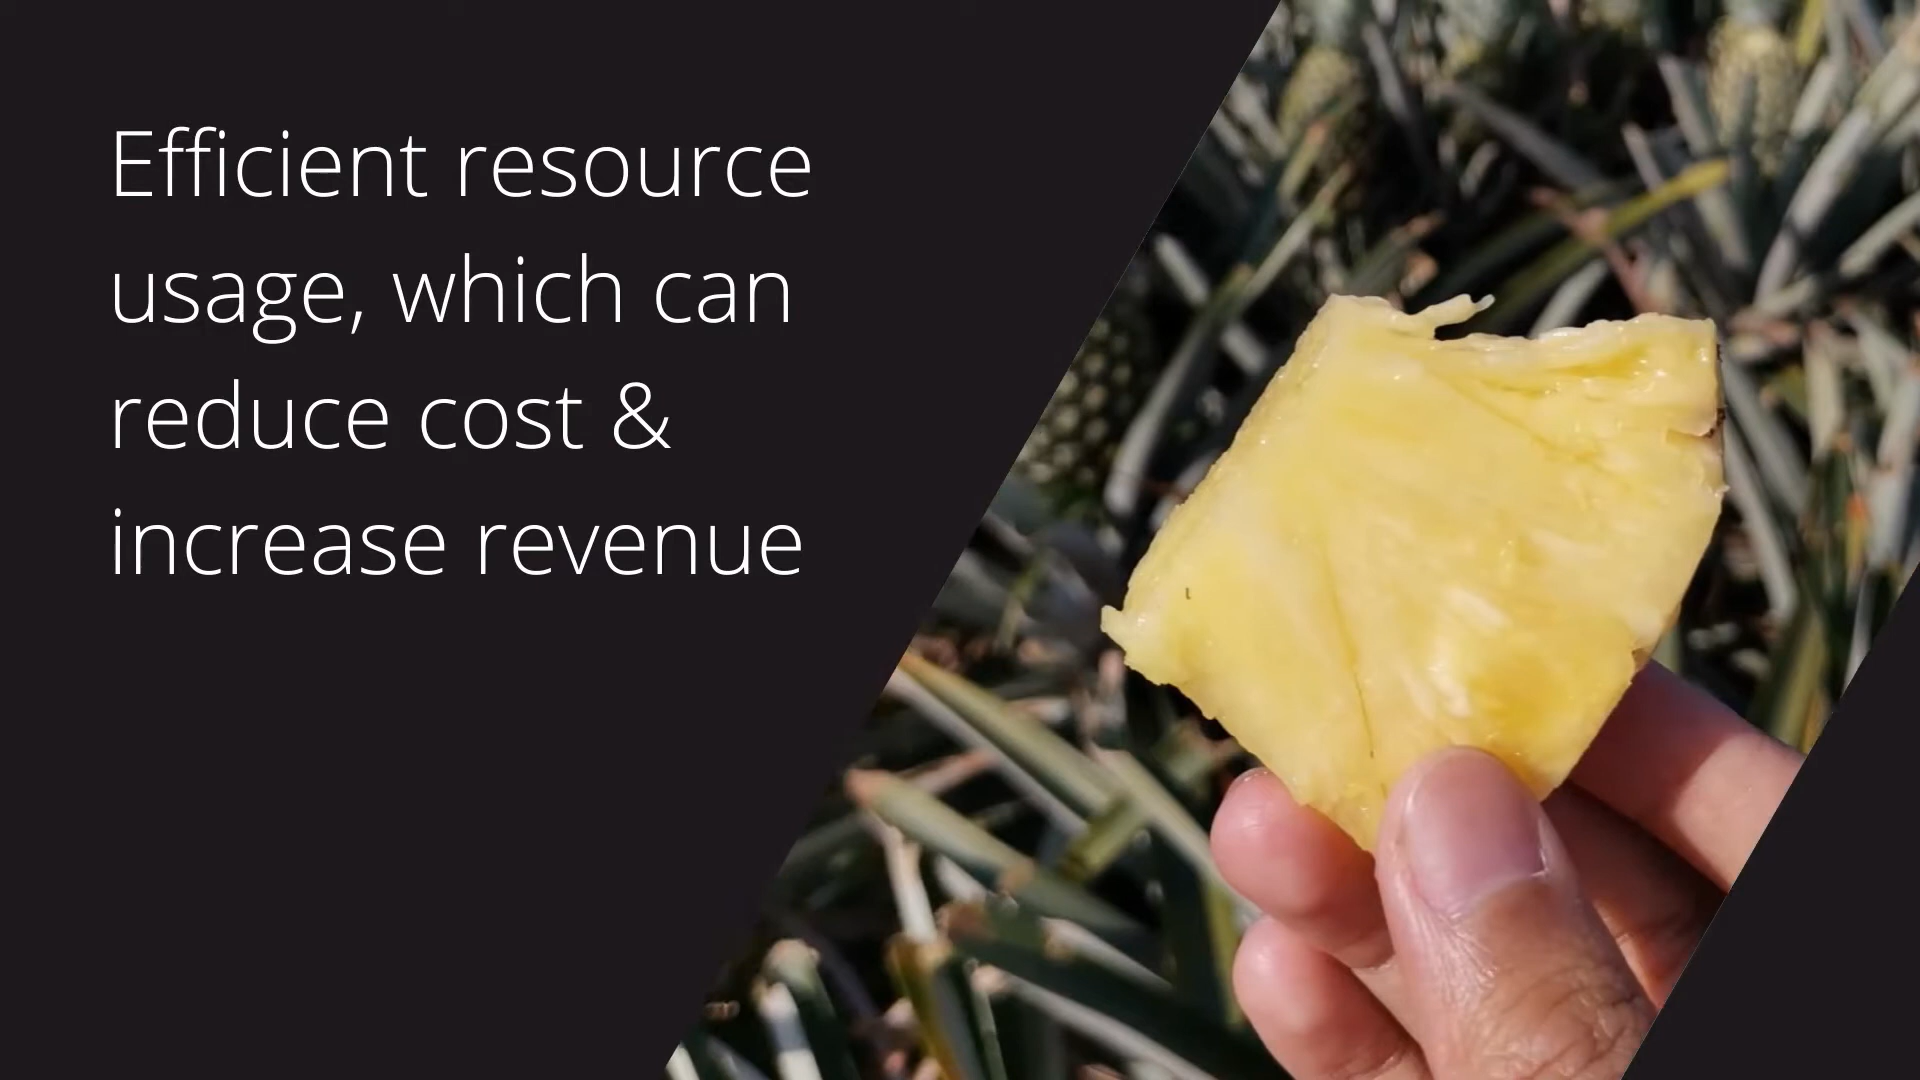 Efficient resource
usage, which can
reduce cost &
increase revenue